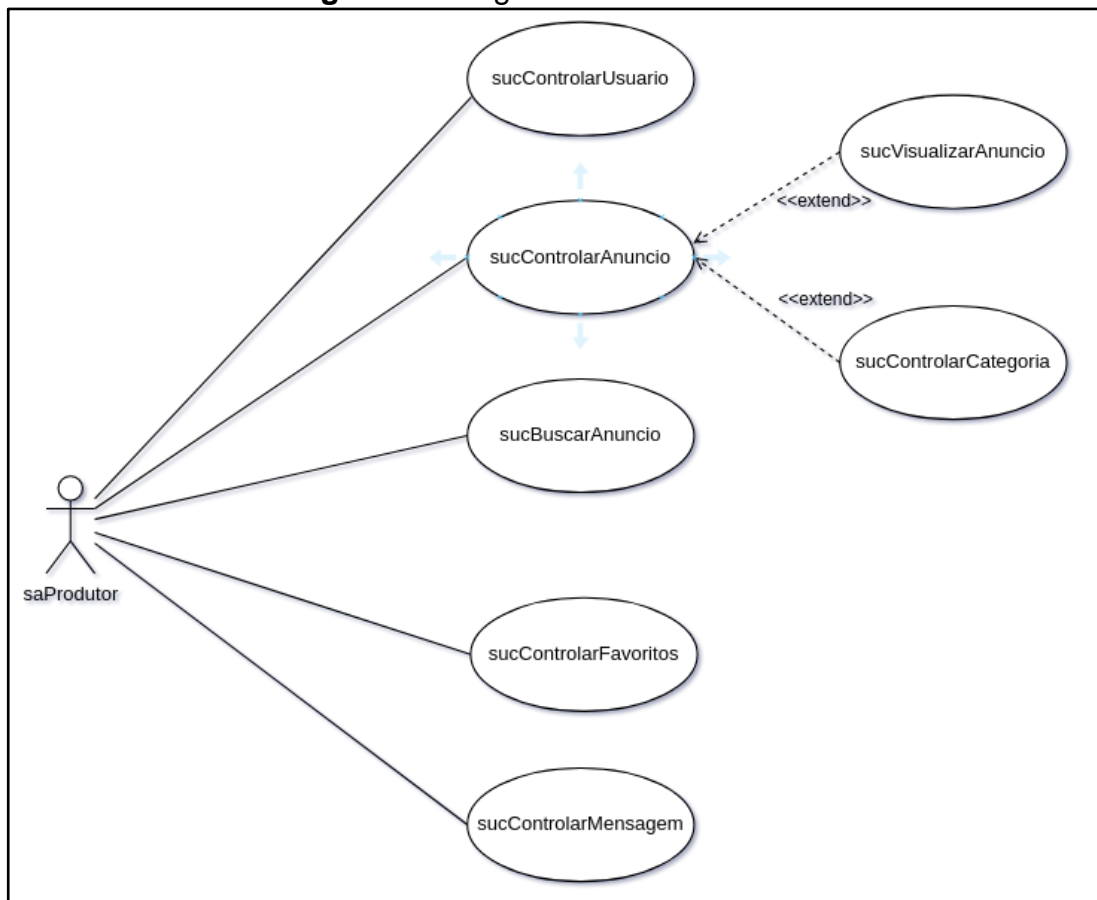 sucControlarUsuario
sucVisualizarAnuncio
<<extend>>
sucControlarAnuncio
<<extend>>
sucControlarCategoria
sucBuscarAnuncio
saProdutor
sucControlarFavoritos
sucControlarMensagem